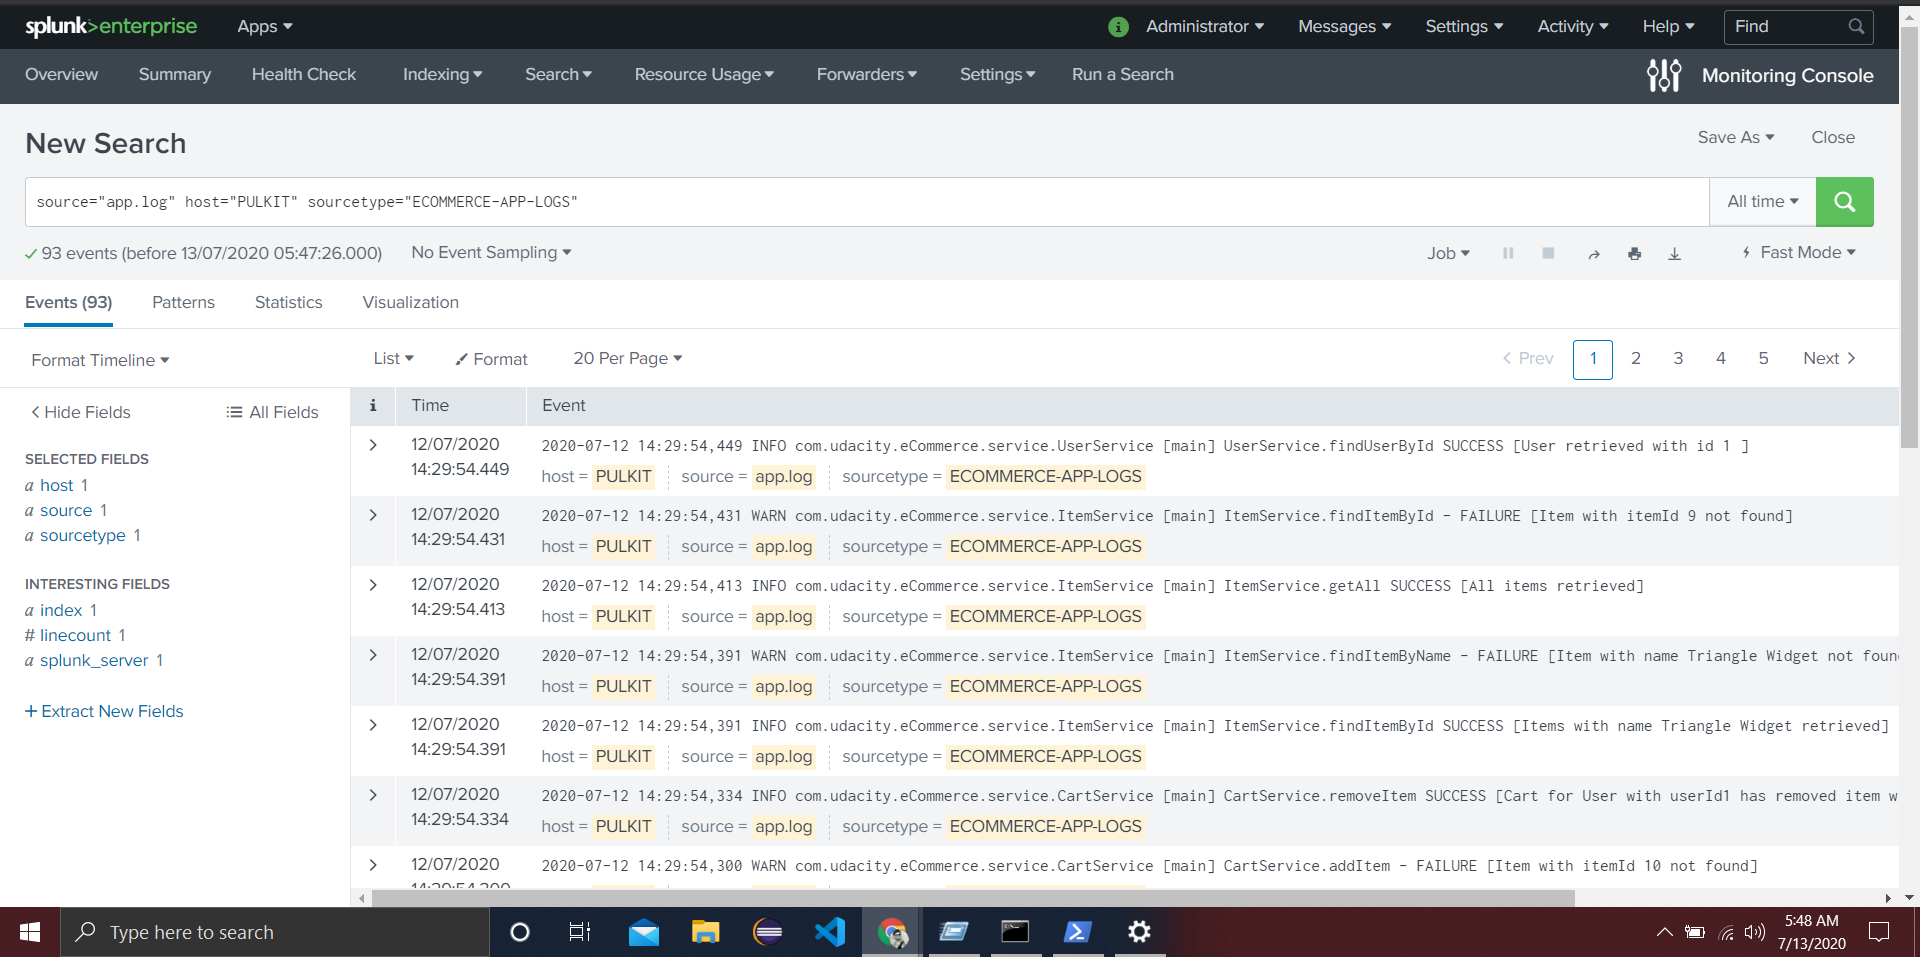 splunk>enterprise Apps Administrator Messages Settings Activity Help Find
Overview Summary Health Check Indexing Search Resource Usage Forwarders Settings Run a Search Monitoring Console
New Search Save As Close
source="app.log" host="PULKIT" sourcetype="ECOMMERCE-APP-LOGS" All time
93 events (before 13/07/2020 05:47:26.000) No Event Sampling Job Fast Mode
Events (93) Patterns Statistics Visualization
Format Timeline List Format 20 Per Page < Prev 1 2 3 4 5 Next >
< Hide Fields All Fields
SELECTED FIELDS
a host 1
a source 1
a sourcetype 1
INTERESTING FIELDS
a index 1
# linecount 1
a splunk_server 1
+ Extract New Fields
i Time Event
12/07/2020 14:29:54.449 2020-07-12 14:29:54,449 INFO com.udacity.eCommerce.service.UserService [main] UserService.findUserById SUCCESS [User retrieved with id 1 ]
host = PULKIT source = app.log sourcetype = ECOMMERCE-APP-LOGS
12/07/2020 14:29:54.431 2020-07-12 14:29:54,431 WARN com.udacity.eCommerce.service.ItemService [main] ItemService.findItemById - FAILURE [Item with itemId 9 not found]
host = PULKIT source = app.log sourcetype = ECOMMERCE-APP-LOGS
12/07/2020 14:29:54.413 2020-07-12 14:29:54,413 INFO com.udacity.eCommerce.service.ItemService [main] ItemService.getAll SUCCESS [All items retrieved]
host = PULKIT source = app.log sourcetype = ECOMMERCE-APP-LOGS
12/07/2020 14:29:54.391 2020-07-12 14:29:54,391 WARN com.udacity.eCommerce.service.ItemService [main] ItemService.findItemByName - FAILURE [Item with name Triangle Widget not foun
host = PULKIT source = app.log sourcetype = ECOMMERCE-APP-LOGS
12/07/2020 14:29:54.391 2020-07-12 14:29:54,391 INFO com.udacity.eCommerce.service.ItemService [main] ItemService.findItemById SUCCESS [Items with name Triangle Widget retrieved]
host = PULKIT source = app.log sourcetype = ECOMMERCE-APP-LOGS
12/07/2020 14:29:54.334 2020-07-12 14:29:54,334 INFO com.udacity.eCommerce.service.CartService [main] CartService.removeItem SUCCESS [Cart for User with userId1 has removed item w
host = PULKIT source = app.log sourcetype = ECOMMERCE-APP-LOGS
12/07/2020 14:29:54.300 2020-07-12 14:29:54,300 WARN com.udacity.eCommerce.service.CartService [main] CartService.addItem - FAILURE [Item with itemId 10 not found]
Type here to search
5:48 AM
7/13/2020